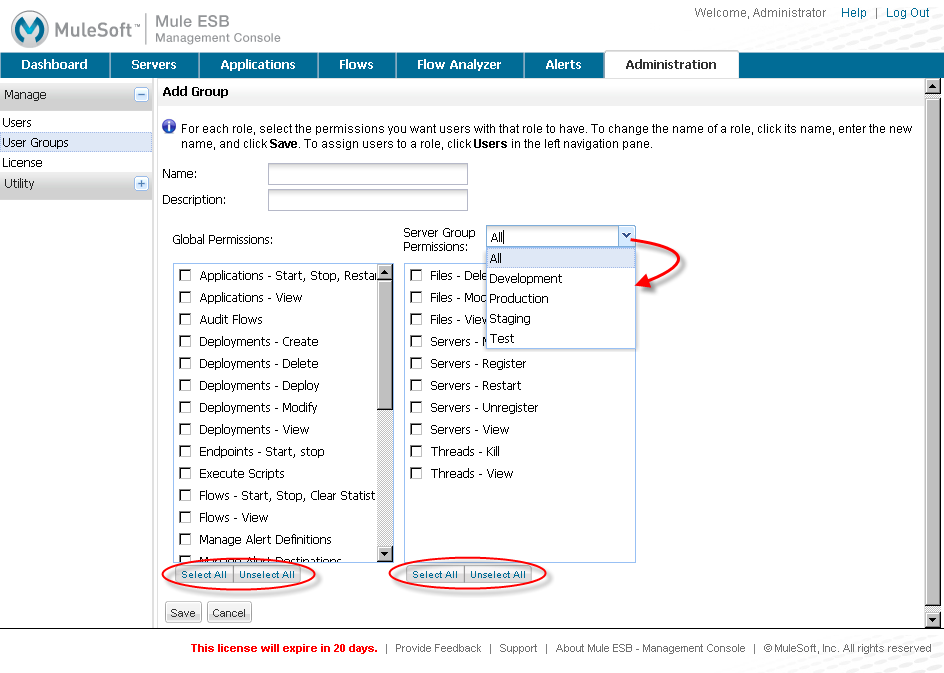 MuleSoft™ Mule ESB
Management Console
Welcome, Administrator Help | Log Out
Dashboard Servers Applications Flows Flow Analyzer Alerts Administration
Manage
Users
User Groups
License
Utility
Add Group
For each role, select the permissions you want users with that role to have. To change the name of a role, click its name, enter the new
name, and click Save. To assign users to a role, click Users in the left navigation pane.
Name:
Description:
Global Permissions:
Applications - Start, Stop, Restar
Applications - View
Audit Flows
Deployments - Create
Deployments - Delete
Deployments - Deploy
Deployments - Modify
Deployments - View
Endpoints - Start, stop
Execute Scripts
Flows - Start, Stop, Clear Statist
Flows - View
Manage Alert Definitions
Manage Alert Destinations
Select All Unselect All
Server Group
Permissions:
All
All
Development
Production
Staging
Test
Files - Dele
Files - Mod
Files - View
Servers - M
Servers - Register
Servers - Restart
Servers - Unregister
Servers - View
Threads - Kill
Threads - View
Select All Unselect All
Save Cancel
This license will expire in 20 days. | Provide Feedback | Support | About Mule ESB - Management Console | © MuleSoft, Inc. All rights reserved